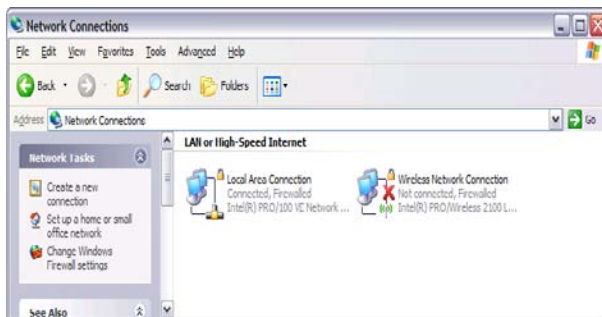 Network Connections
File Edit View Favorites Tools Advanced Help
Back Search Folders
Address Network Connections Go
Network Tasks
Create a new
connection
Set up a home or small
office network
Change Windows
Firewall settings
See Also
LAN or High-Speed Internet
Local Area Connection
Connected, Firewalled
Intel(R) PRO/100 VE Network ...
Wireless Network Connection
Not connected, Firewalled
Intel(R) PRO/Wireless 2100 L...